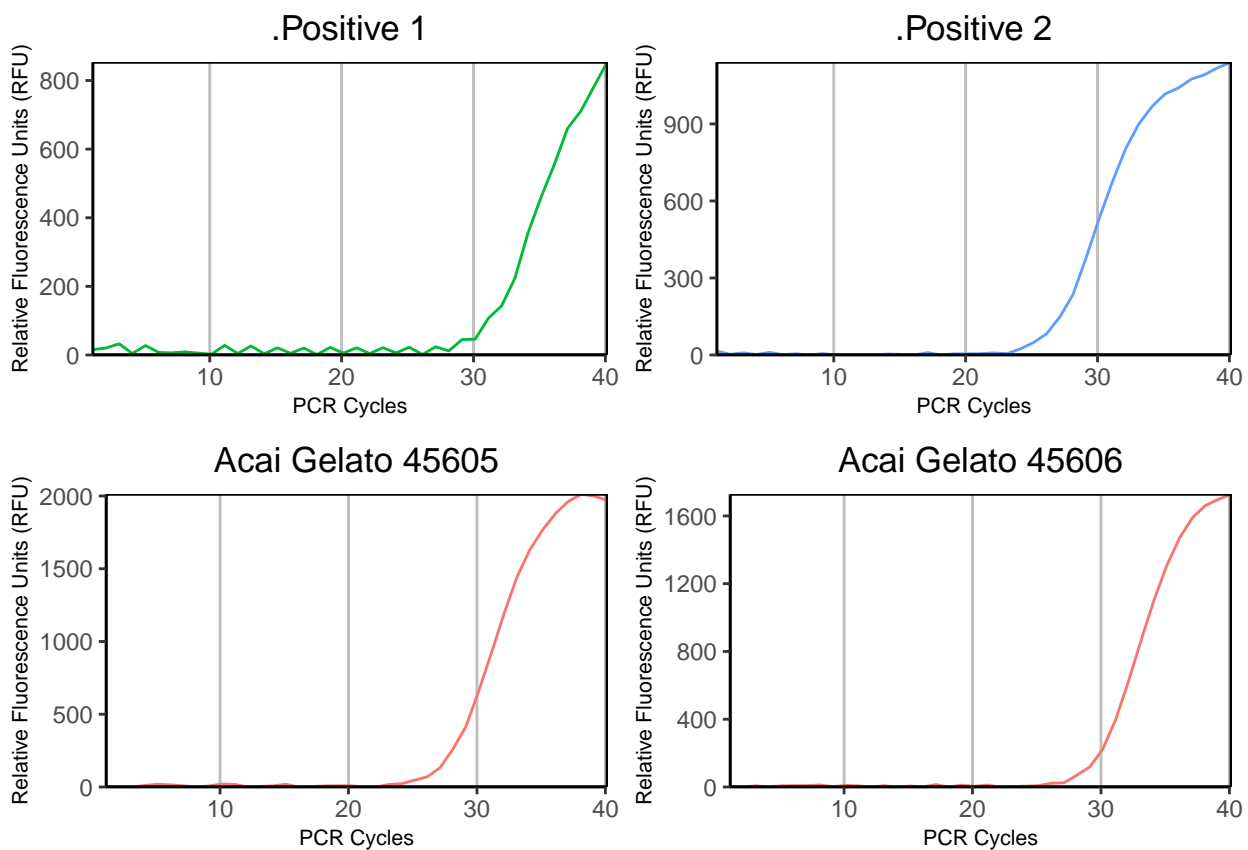 .Positive 1
Relative Fluorescence Units (RFU)
800
600
400
200
0
10 20 30 40
PCR Cycles
.Positive 2
Relative Fluorescence Units (RFU)
900
600
300
0
10 20 30 40
PCR Cycles
Acai Gelato 45605
Relative Fluorescence Units (RFU)
2000
1500
1000
500
0
10 20 30 40
PCR Cycles
Acai Gelato 45606
Relative Fluorescence Units (RFU)
1600
1200
800
400
0
10 20 30 40
PCR Cycles